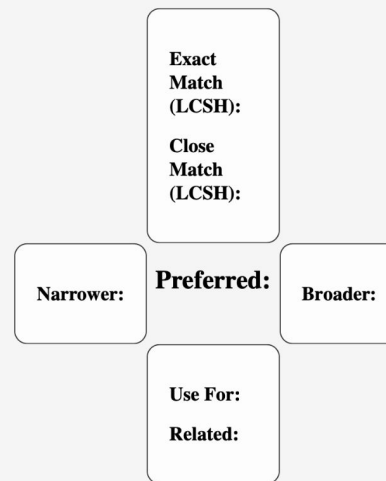 Exact
Match
(LCSH):
Close
Match
(LCSH):
Narrower:
Preferred:
Broader:
Use For:
Related: